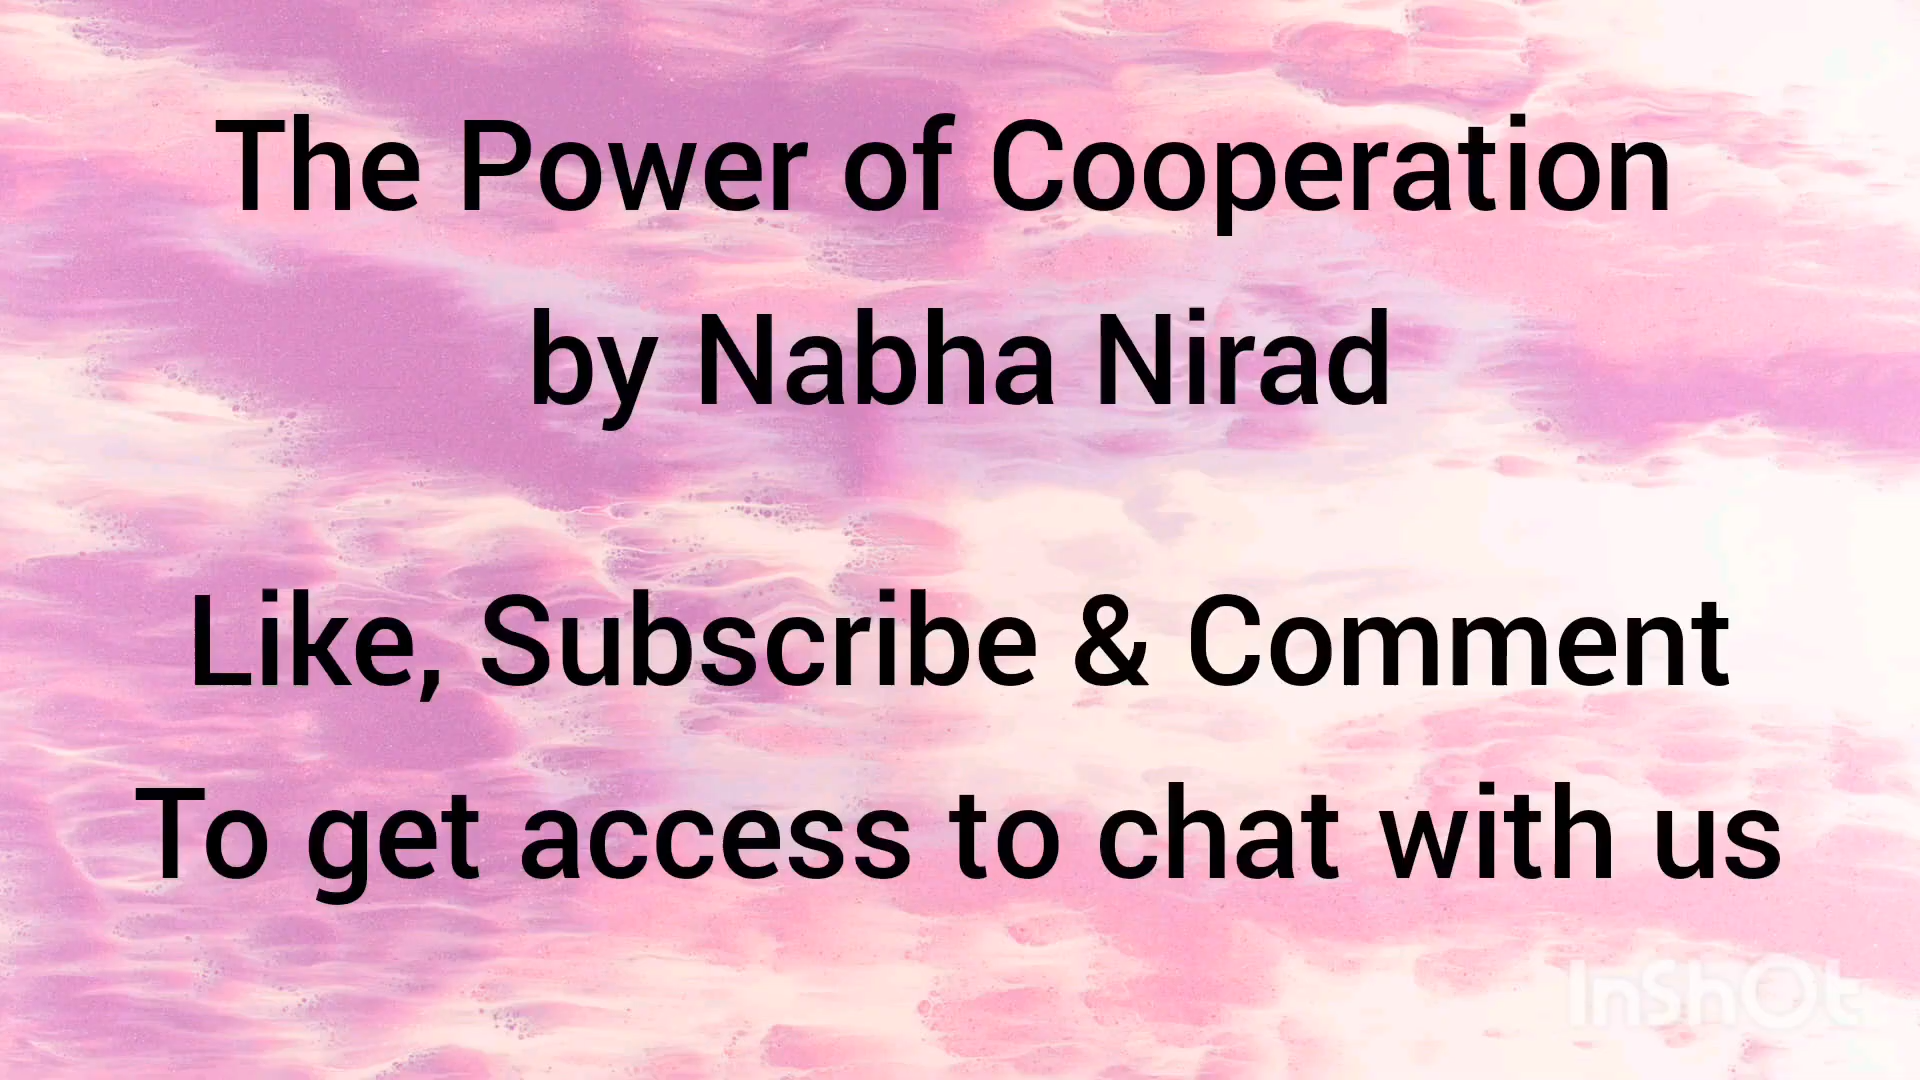 The Power of Cooperation
by Nabha Nirad
Like, Subscribe & Comment
To get access to chat with us
InShOt